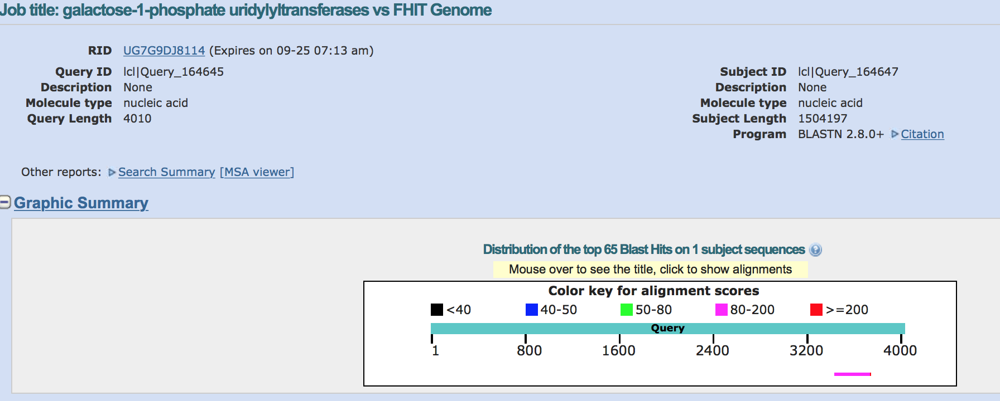 Job title: galactose-1-phosphate uridylyltransferases vs FHIT Genome
RID UG7G9DJ8114 (Expires on 09-25 07:13 am)
Query ID lcl|Query_164645
Description None
Molecule type nucleic acid
Query Length 4010
Subject ID lcl|Query_164647
Description None
Molecule type nucleic acid
Subject Length 1504197
Program BLASTN 2.8.0+ Citation
Other reports: Search Summary [MSA viewer]
Graphic Summary
Distribution of the top 65 Blast Hits on 1 subject sequences ?
Mouse over to see the title, click to show alignments
Color key for alignment scores
<40 40-50 50-80 80-200 >=200
Query
1 800 1600 2400 3200 4000